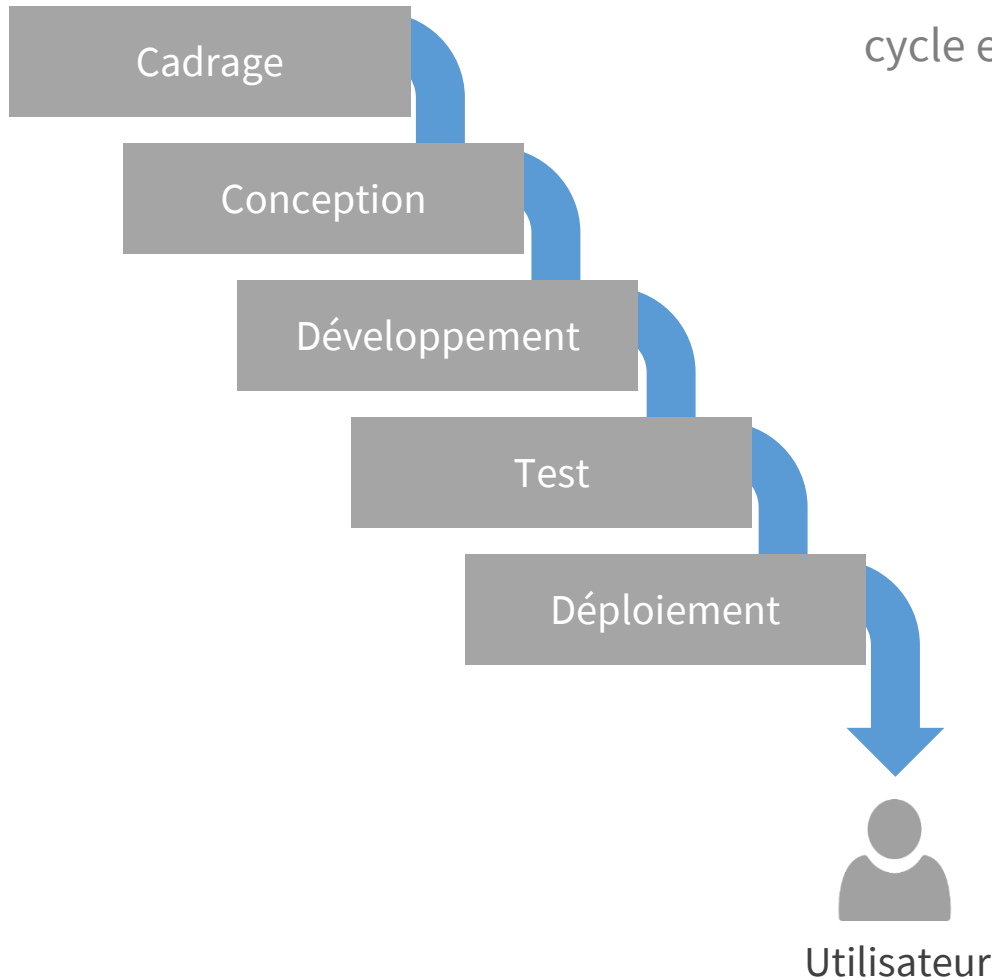 cycle e
Cadrage
Conception
Développement
Test
Déploiement
Utilisateur